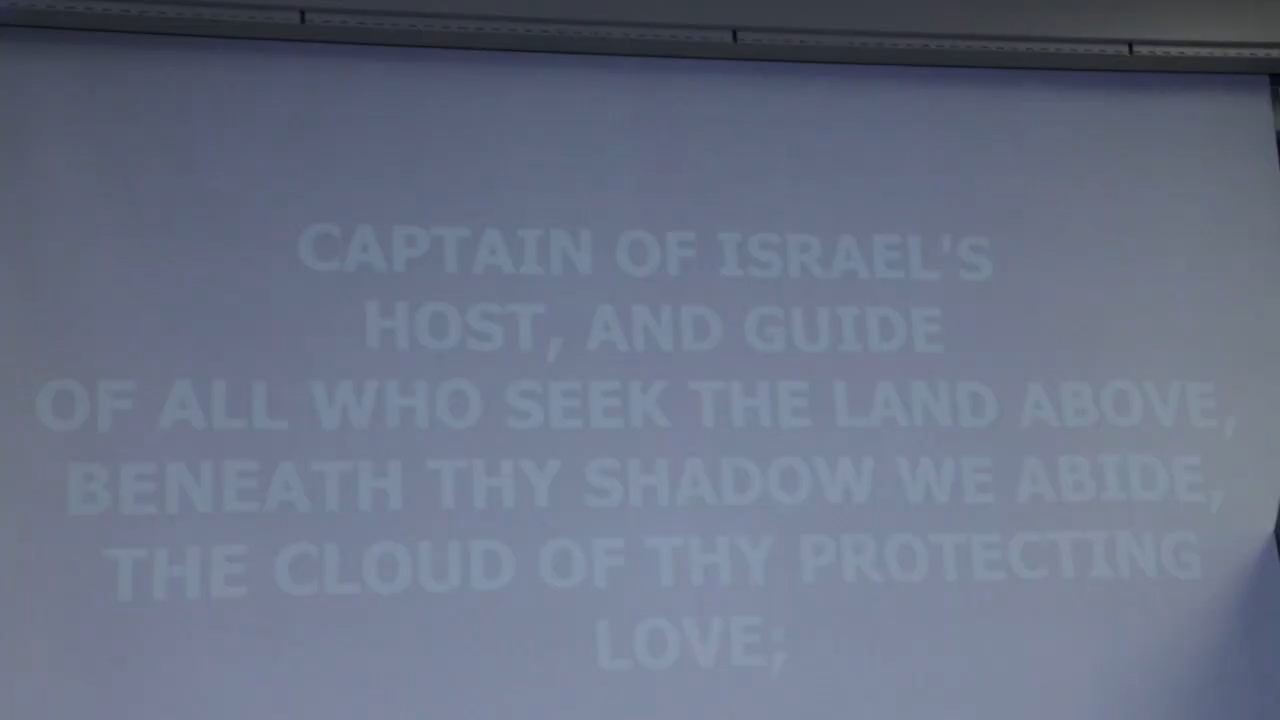 CAPTAIN OF ISRAEL'S
HOST, AND GUIDE
OF ALL WHO SEEK THE LAND ABOVE,
BENEATH THY SHADOW WE ABIDE,
THE CLOUD OF THY PROTECTING
LOVE;